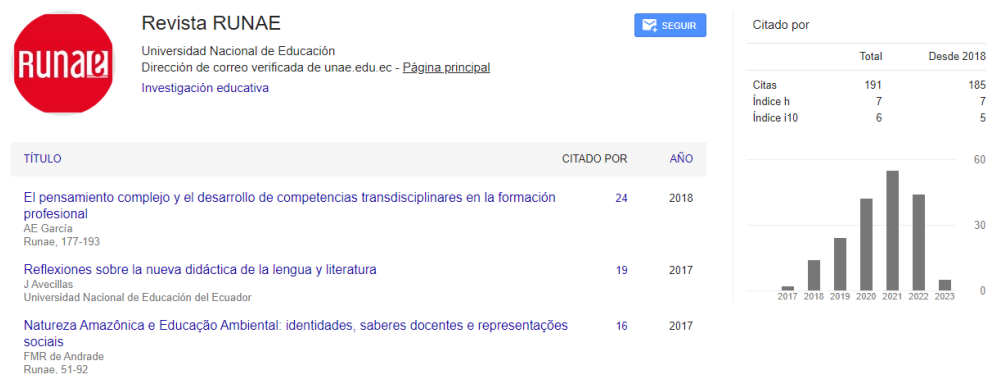 RUNAe
Revista RUNAE
Universidad Nacional de Educación
Dirección de correo verificada de unae.edu.ec - Página principal
Investigación educativa
SEGUIR
TÍTULO CITADO POR AÑO
El pensamiento complejo y el desarrollo de competencias transdisciplinares en la formación 24 2018
profesional
AE García
Runae, 177-193
Reflexiones sobre la nueva didáctica de la lengua y literatura 19 2017
J Avecillas
Universidad Nacional de Educación del Ecuador
Natureza Amazônica e Educação Ambiental: identidades, saberes docentes e representações 16 2017
sociais
FMR de Andrade
Runae, 51-92
Citado por
Total Desde 2018
Citas 191 185
Índice h 7 7
Índice i10 6 5
60
30
0
2017 2018 2019 2020 2021 2022 2023